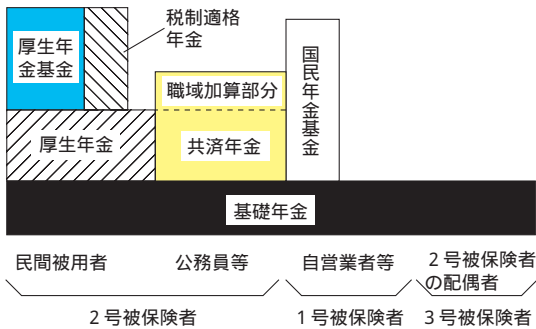 税制適格
年金
厚生年
金基金
国民年金基金
職域加算部分
厚生年金
共済年金
基礎年金
民間被用者
公務員等
自営業者等
２号被保険者
の配偶者
２号被保険者
１号被保険者
３号被保険者